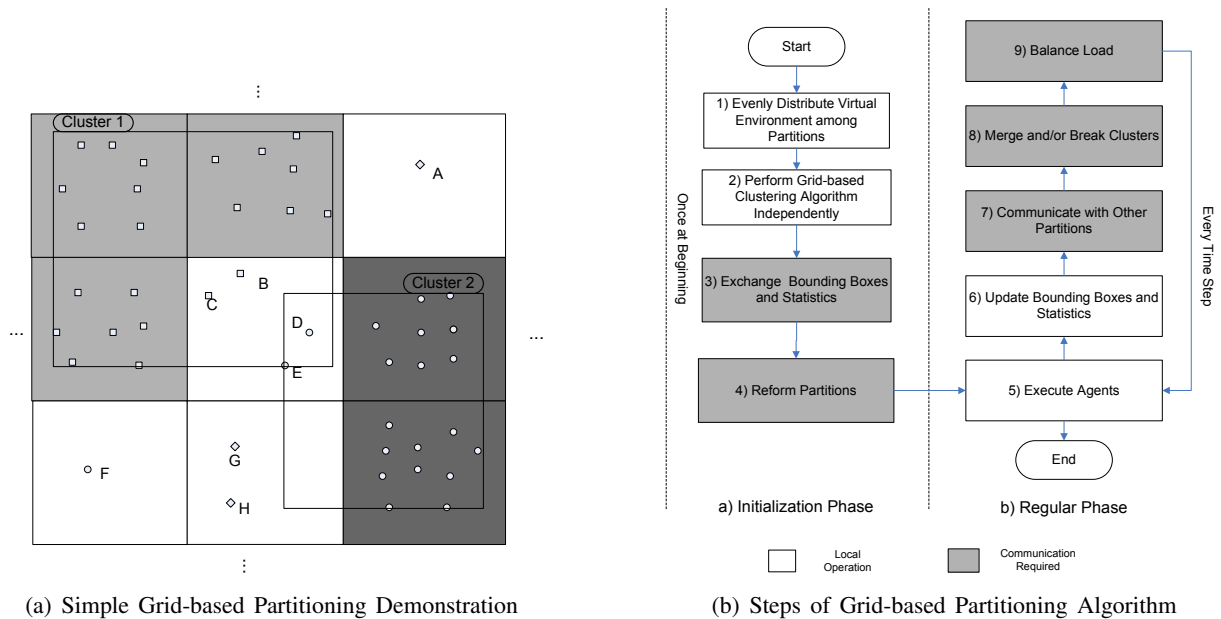 ...
Cluster 1
A
B
Cluster 2
C
D
...
...
E
F
G
H
...
(a) Simple Grid-based Partitioning Demonstration
Once at Beginning
Start
1) Evenly Distribute Virtual
Environment among
Partitions
2) Perform Grid-based
Clustering Algorithm
Independently
3) Exchange Bounding Boxes
and Statistics
4) Reform Partitions
a) Initialization Phase
9) Balance Load
8) Merge and/or Break Clusters
7) Communicate with Other
Partitions
6) Update Bounding Boxes and
Statistics
5) Execute Agents
End
Every Time Step
b) Regular Phase
Local
Operation
Communication
Required
(b) Steps of Grid-based Partitioning Algorithm